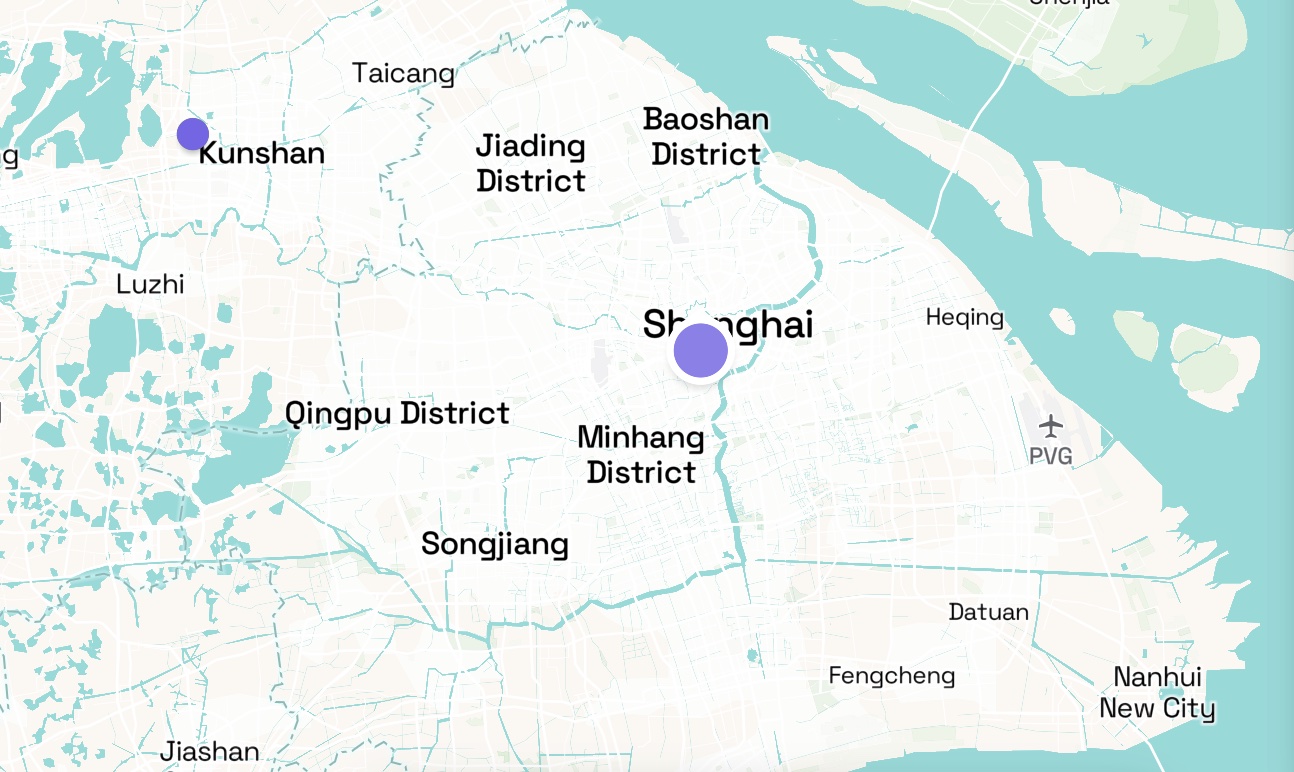 Taicang
Baoshan
District
Jiading
District
Kunshan
Luzhi
Heqing
Qingpu District
Minhang
District
PVG
Songjiang
Datuan
Fengcheng
Nanhui
New City
Jiashan